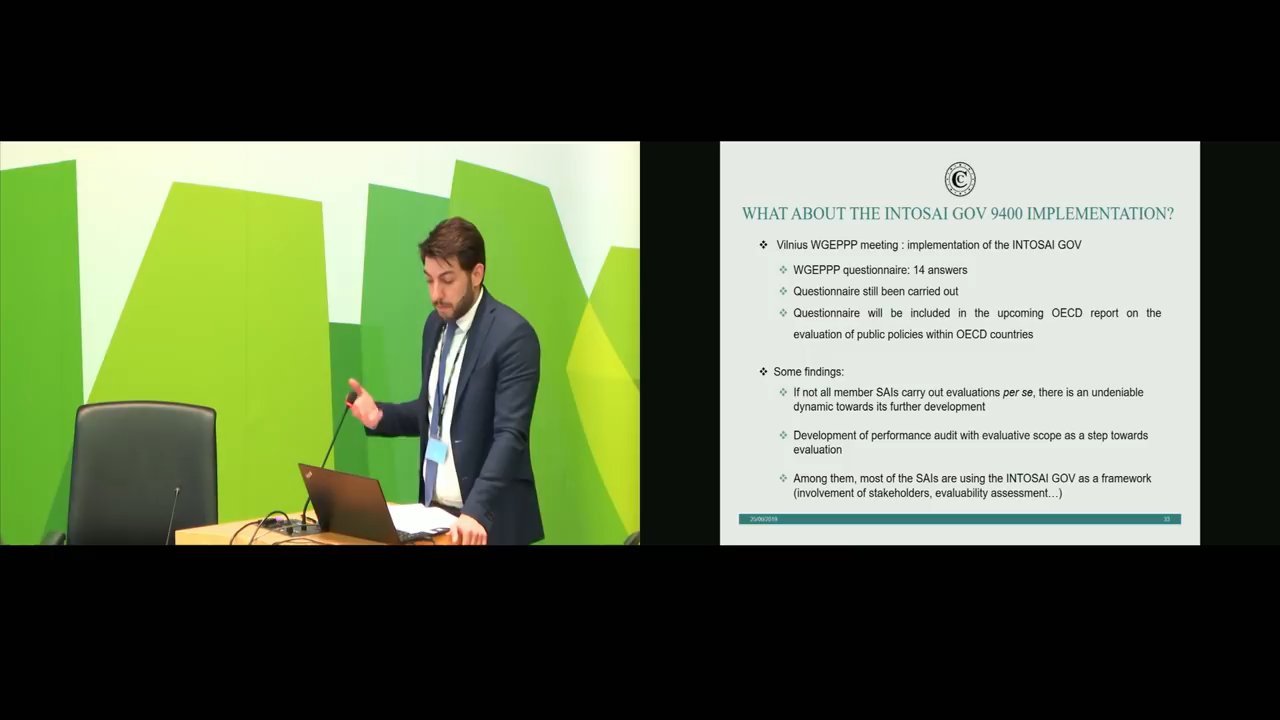 C
WHAT ABOUT THE INTOSAI GOV 9400 IMPLEMENTATION?
Vilnius WGEPPP meeting : implementation of the INTOSAI GOV
WGEPPP questionnaire: 14 answers
Questionnaire still been carried out
Questionnaire will be included in the upcoming OECD report on the
evaluation of public policies within OECD countries
Some findings:
If not all member SAIs carry out evaluations per se, there is an undeniable
dynamic towards its further development
Development of performance audit with evaluative scope as a step towards
evaluation
Among them, most of the SAIs are using the INTOSAI GOV as a framework
(involvement of stakeholders, evaluability assessment…)
33